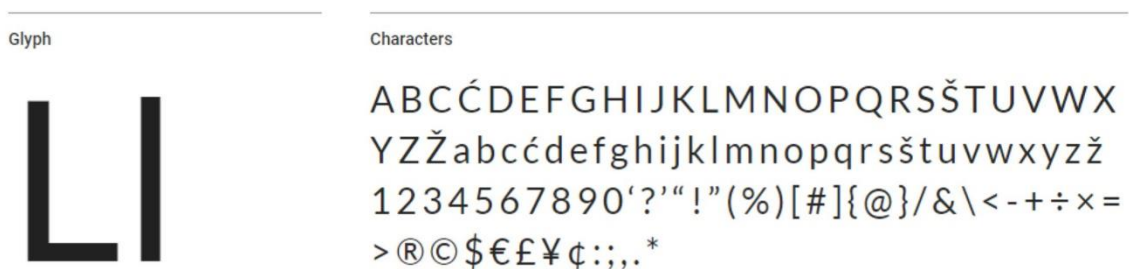 Glyph
Characters
Ll
ABCĆDEFGHIJKLMNOPQRSŠTUVWX
YZŽabcćdefghijklmnopqrsštuvwxyzž
1234567890‘?’“!”(%)[#]{@}/&\<-+÷×=
>®©$€£¥¢:;,.*